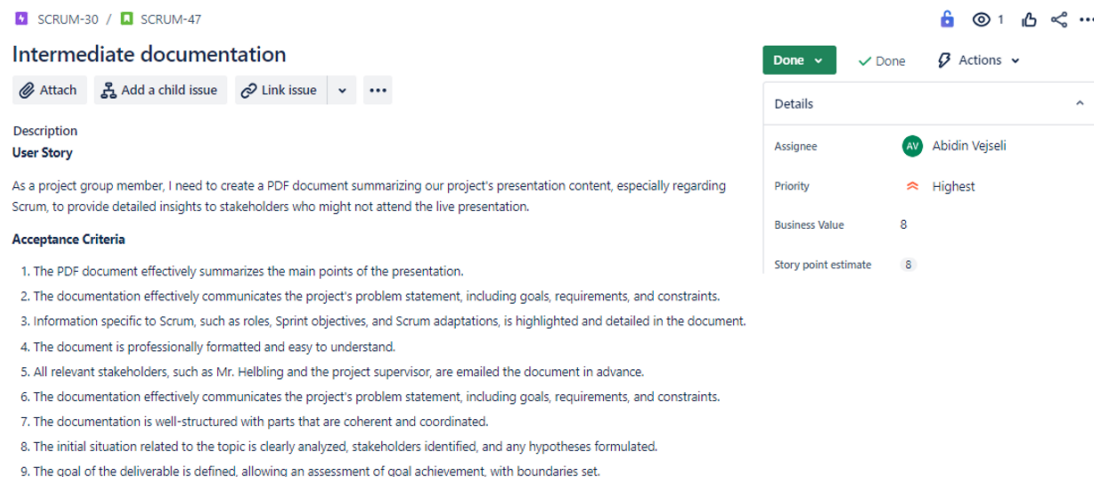 SCRUM-30 / SCRUM-47
1
Intermediate documentation
Done
Done
Actions
Attach
Add a child issue
Link issue
Details
Description
User Story
Assignee
AV
Abidin Vejseli
As a project group member, I need to create a PDF document summarizing our project's presentation content, especially regarding
Scrum, to provide detailed insights to stakeholders who might not attend the live presentation.
Priority
Highest
Business Value
8
Acceptance Criteria
Story point estimate
8
1. The PDF document effectively summarizes the main points of the presentation.
2. The documentation effectively communicates the project's problem statement, including goals, requirements, and constraints.
3. Information specific to Scrum, such as roles, Sprint objectives, and Scrum adaptations, is highlighted and detailed in the document.
4. The document is professionally formatted and easy to understand.
5. All relevant stakeholders, such as Mr. Helbling and the project supervisor, are emailed the document in advance.
6. The documentation effectively communicates the project's problem statement, including goals, requirements, and constraints.
7. The documentation is well-structured with parts that are coherent and coordinated.
8. The initial situation related to the topic is clearly analyzed, stakeholders identified, and any hypotheses formulated.
9. The goal of the deliverable is defined, allowing an assessment of goal achievement, with boundaries set.